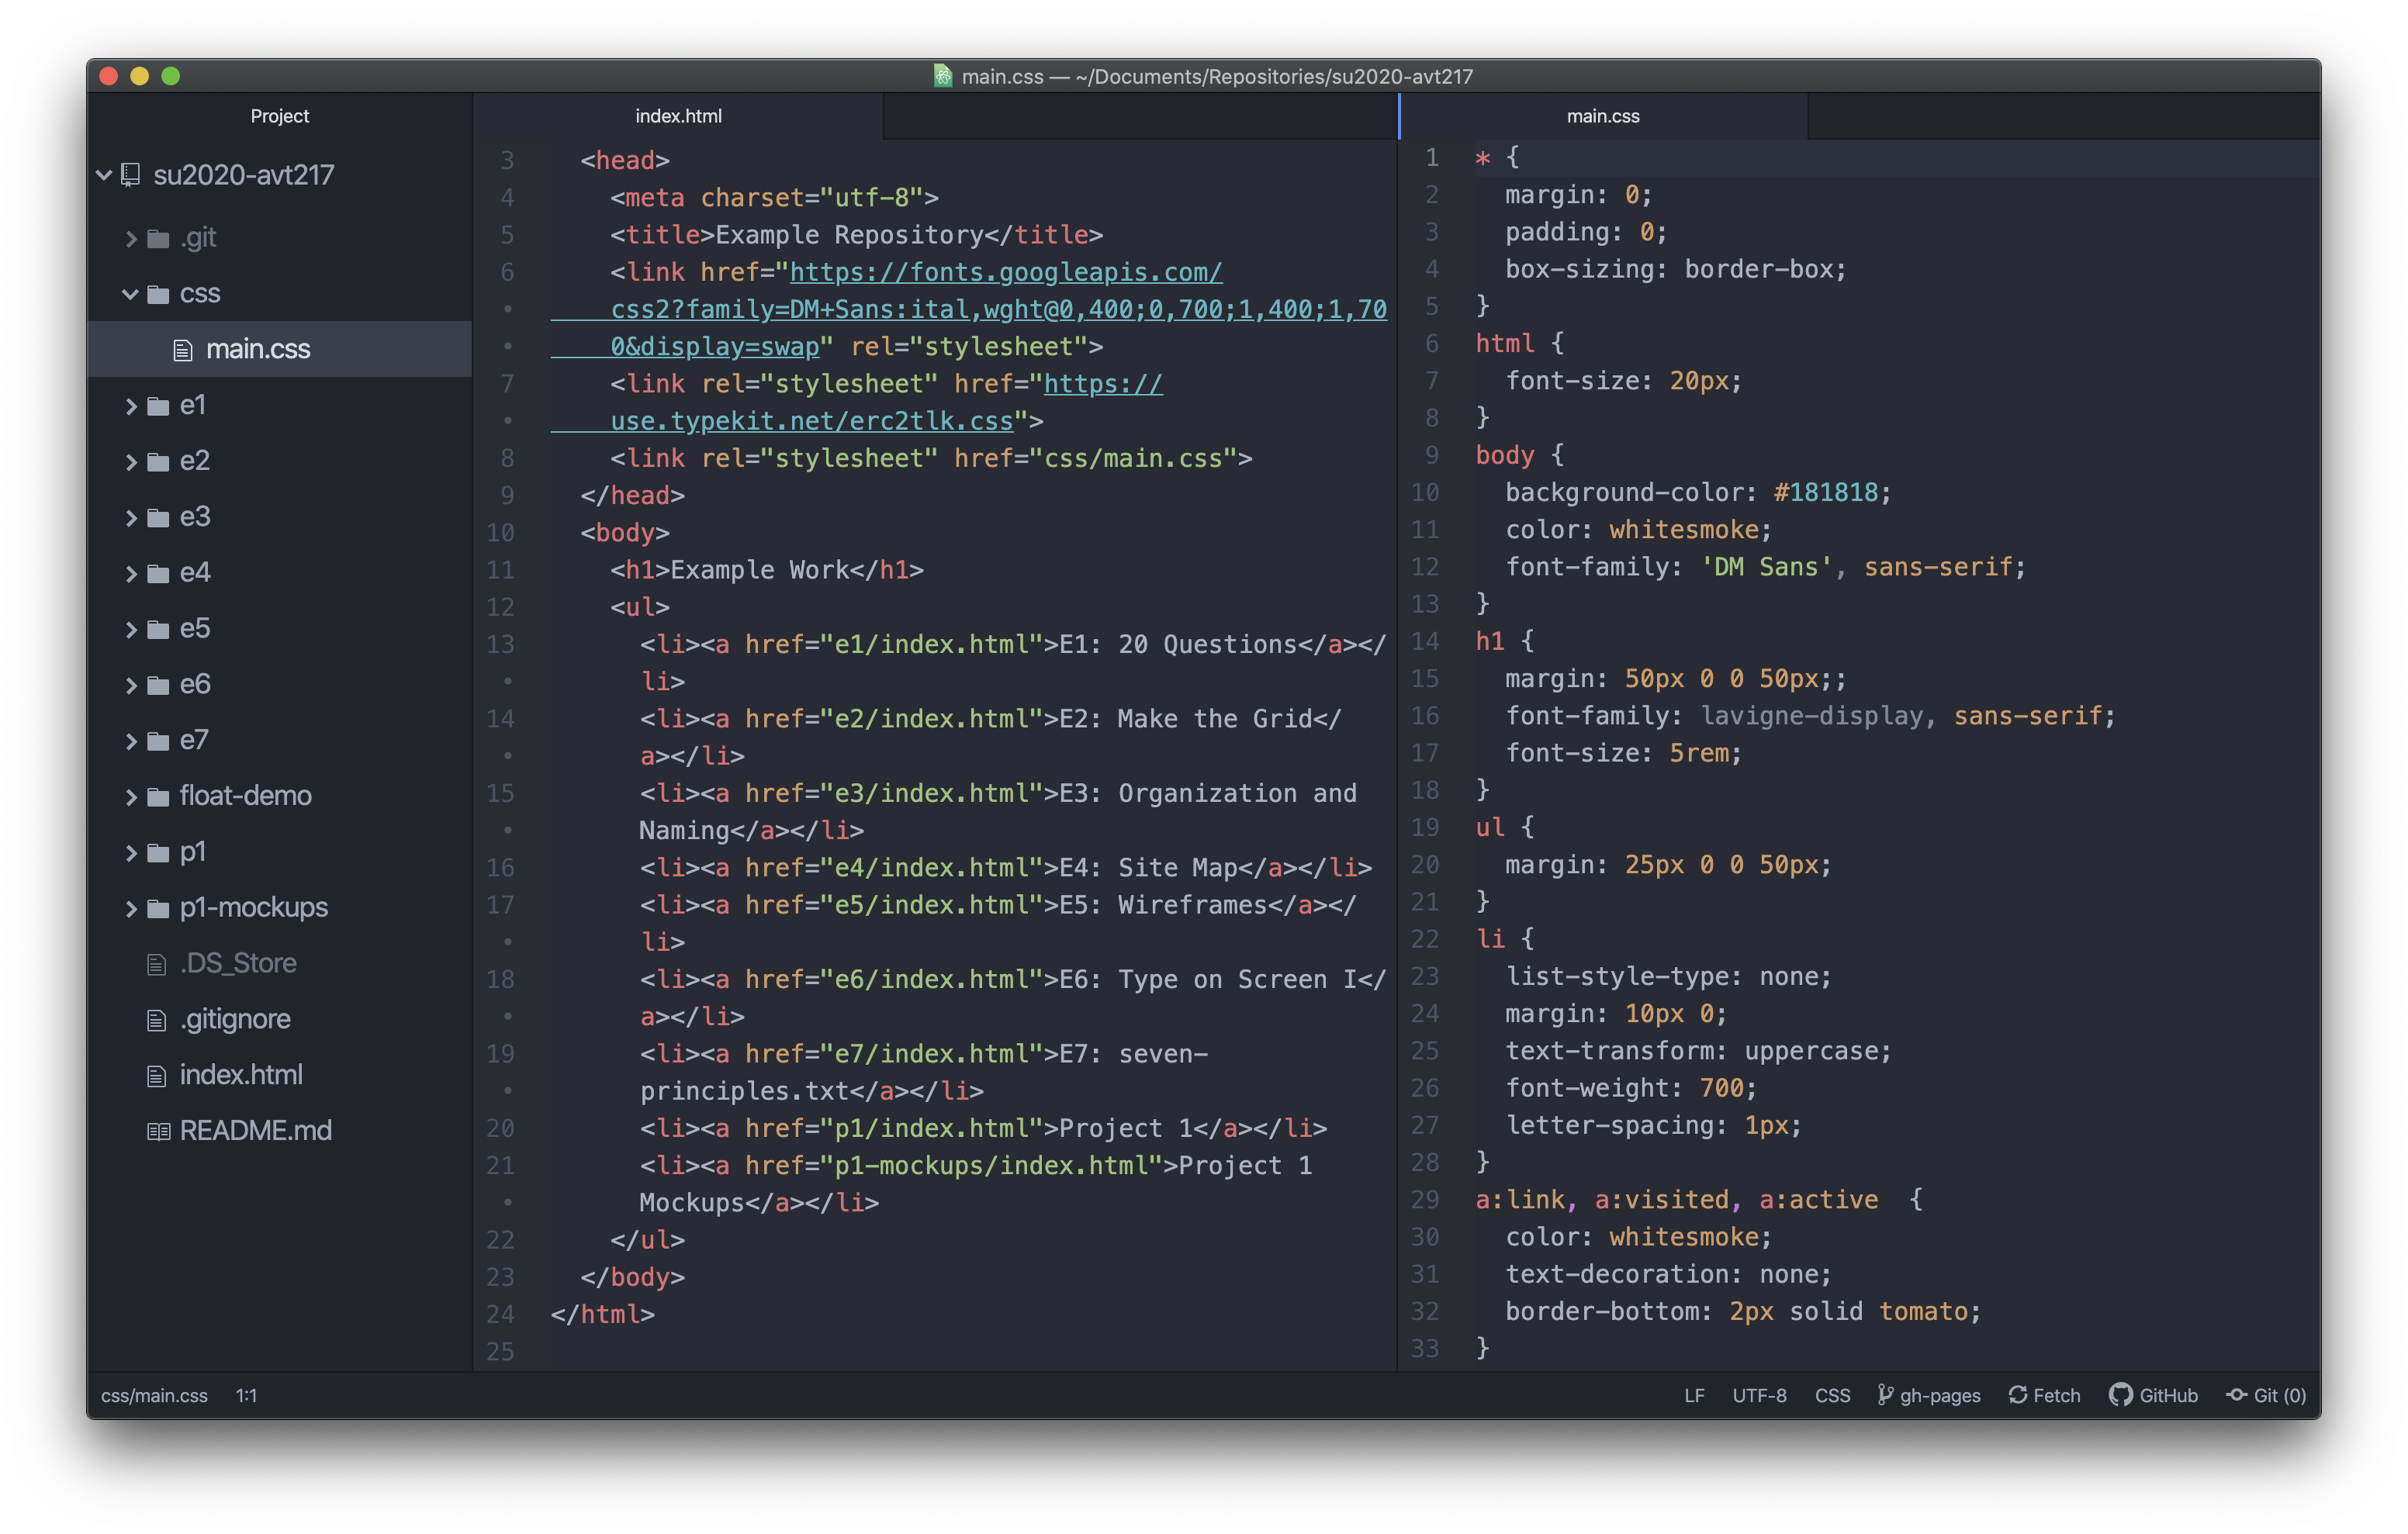 main.css — ~/Documents/Repositories/su2020-avt217
Project
su2020-avt217
.git
css
main.css
e1
e2
e3
e4
e5
e6
e7
float-demo
p1
p1-mockups
.DS_Store
.gitignore
index.html
README.md
index.html
3 <head>
4 <meta charset="utf-8">
5 <title>Example Repository</title>
6 <link href="https://fonts.googleapis.com/
• css2?family=DM+Sans:ital,wght@0,400;0,700;1,400;1,70
• 0&display=swap" rel="stylesheet">
7 <link rel="stylesheet" href="https://
• use.typekit.net/erc2tlk.css">
8 <link rel="stylesheet" href="css/main.css">
9 </head>
10 <body>
11 <h1>Example Work</h1>
12 <ul>
13 <li><a href="e1/index.html">E1: 20 Questions</a></
• li>
14 <li><a href="e2/index.html">E2: Make the Grid</
• a></li>
15 <li><a href="e3/index.html">E3: Organization and
• Naming</a></li>
16 <li><a href="e4/index.html">E4: Site Map</a></li>
17 <li><a href="e5/index.html">E5: Wireframes</a></
• li>
18 <li><a href="e6/index.html">E6: Type on Screen I</
• a></li>
19 <li><a href="e7/index.html">E7: seven-
• principles.txt</a></li>
20 <li><a href="p1/index.html">Project 1</a></li>
21 <li><a href="p1-mockups/index.html">Project 1
• Mockups</a></li>
22 </ul>
23 </body>
24 </html>
25
main.css
1 * {
2 margin: 0;
3 padding: 0;
4 box-sizing: border-box;
5 }
6 html {
7 font-size: 20px;
8 }
9 body {
10 background-color: #181818;
11 color: whitesmoke;
12 font-family: 'DM Sans', sans-serif;
13 }
14 h1 {
15 margin: 50px 0 0 50px;;
16 font-family: lavigne-display, sans-serif;
17 font-size: 5rem;
18 }
19 ul {
20 margin: 25px 0 0 50px;
21 }
22 li {
23 list-style-type: none;
24 margin: 10px 0;
25 text-transform: uppercase;
26 font-weight: 700;
27 letter-spacing: 1px;
28 }
29 a:link, a:visited, a:active  {
30 color: whitesmoke;
31 text-decoration: none;
32 border-bottom: 2px solid tomato;
33 }
css/main.css 1:1 LF UTF-8 CSS gh-pages Fetch GitHub Git (0)